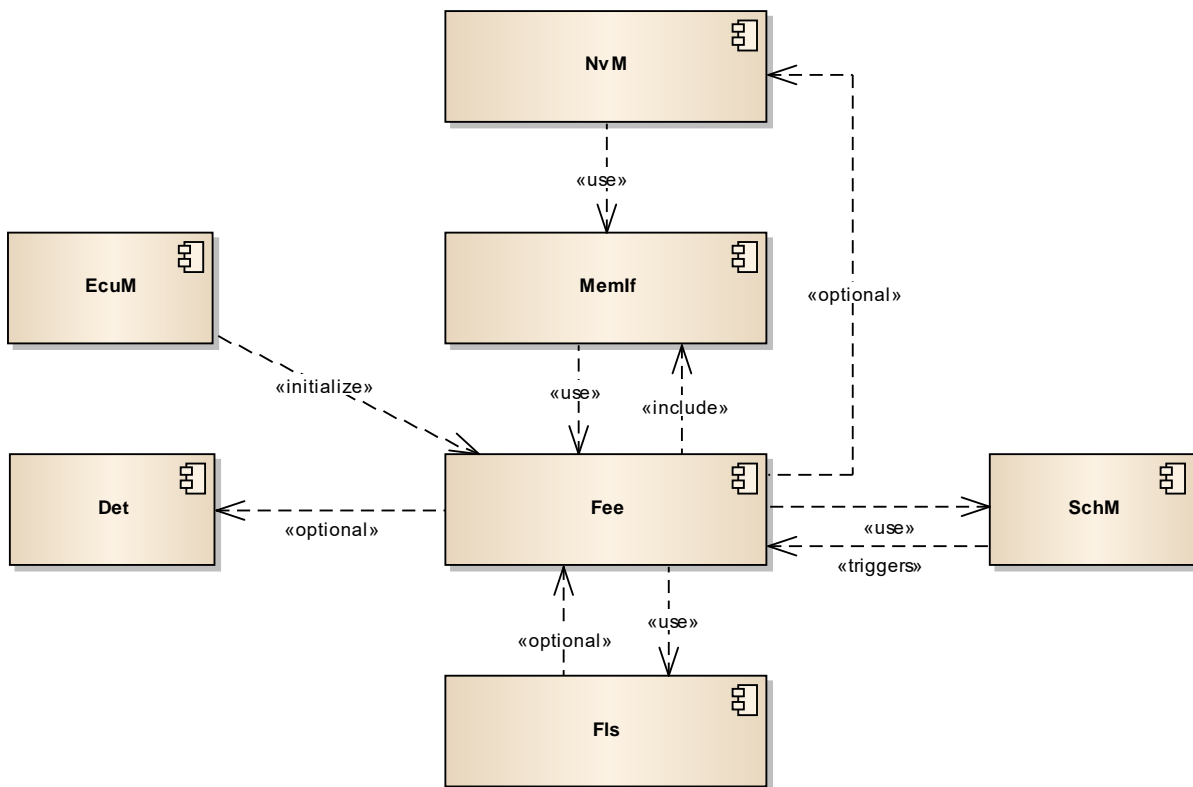 NvM
«use»
EcuM
MemIf
«optional»
«initialize»
«use»
«include»
Det
Fee
SchM
«optional»
«use»
«triggers»
«optional»
«use»
Fls